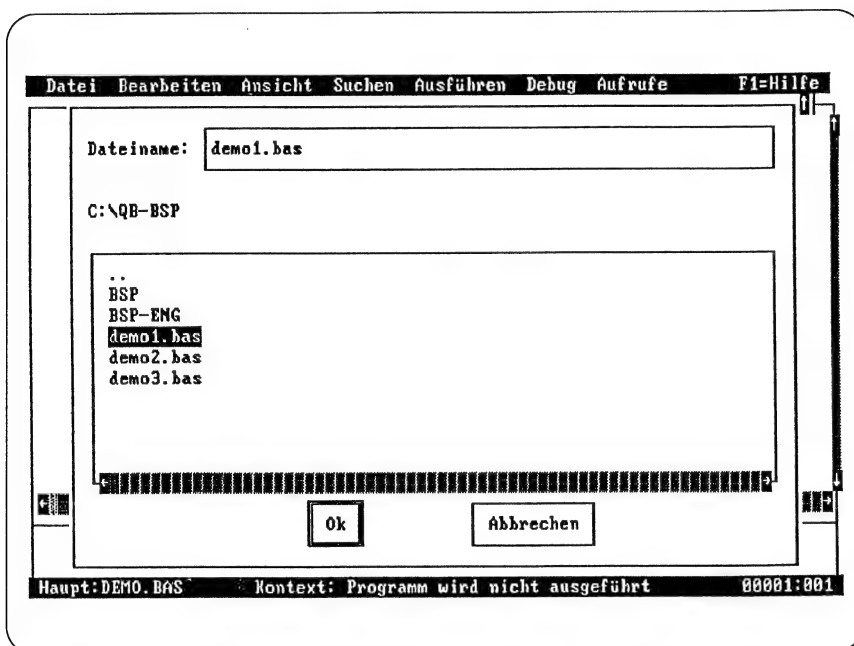 Datei Bearbeiten Ansicht Suchen Ausführen Debug Aufrufe F1=Hilfe
Dateiname: demo1.bas
C:\QB-BSP
..
BSP
BSP-ENG
demo1.bas
demo2.bas
demo3.bas
Ok Abbrechen
Haupt:DEMO.BAS Kontext: Programm wird nicht ausgeführt 00001:001